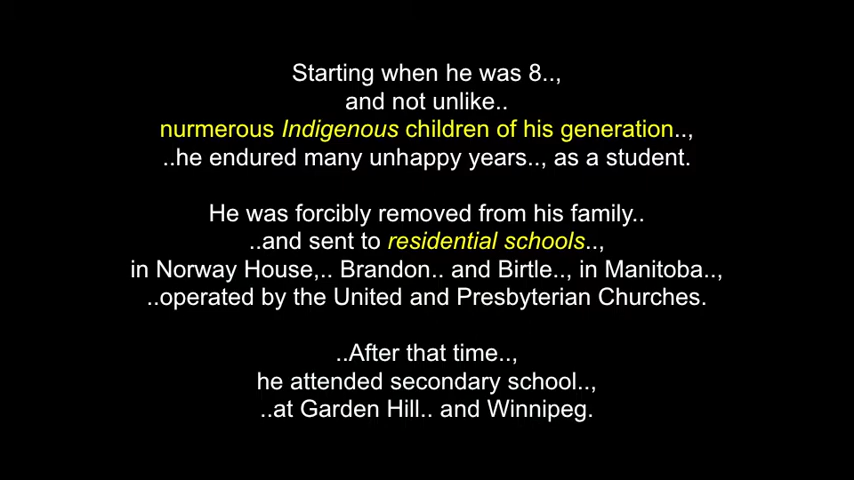 Starting when he was 8..,
and not unlike..
nurmerous Indigenous children of his generation..,
..he endured many unhappy years.., as a student.
He was forcibly removed from his family..
..and sent to residential schools..,
in Norway House,.. Brandon.. and Birtle.., in Manitoba..,
..operated by the United and Presbyterian Churches.
..After that time..,
he attended secondary school..,
..at Garden Hill.. and Winnipeg.